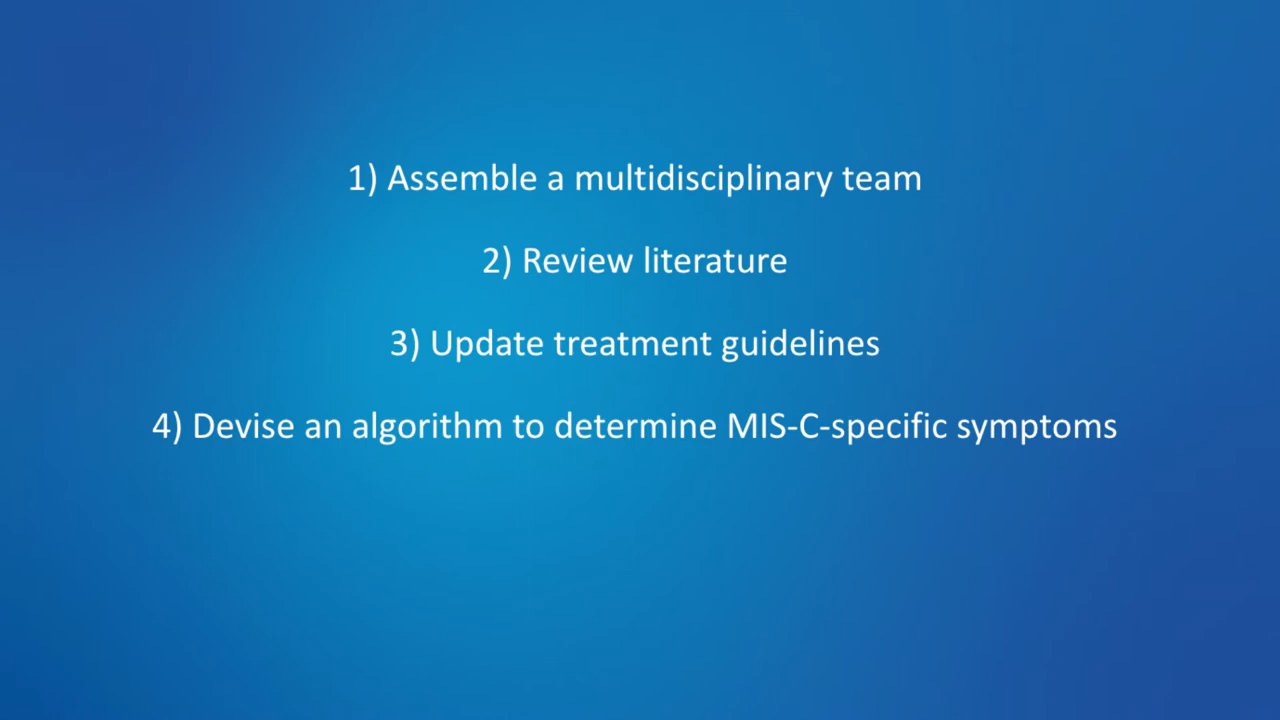 1) Assemble a multidisciplinary team
2) Review literature
3) Update treatment guidelines
4) Devise an algorithm to determine MIS-C-specific symptoms